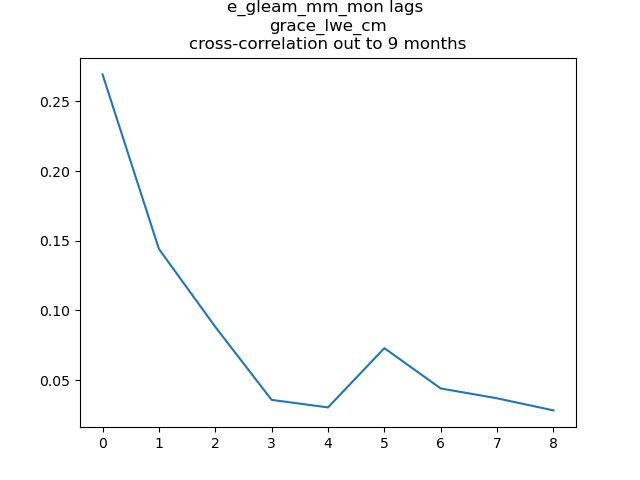 e_gleam_mm_mon lags
grace_lwe_cm
cross-correlation out to 9 months
0.25
0.20
0.15
0.10
0.05
0 1 2 3 4 5 6 7 8